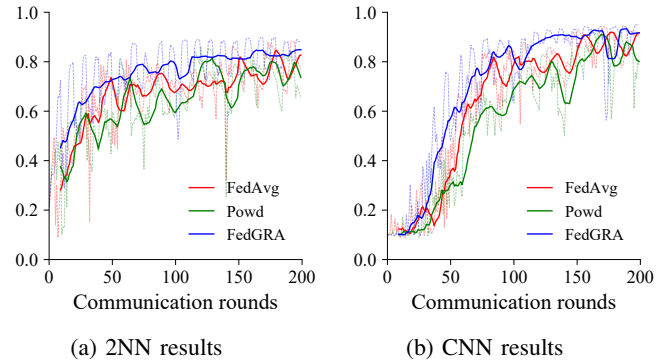 1.0
0.8
0.6
0.4
0.2
0.0
0 50 100 150 200
FedAvg
Powd
FedGRA
Communication rounds
(a) 2NN results
1.0
0.8
0.6
0.4
0.2
0.0
0 50 100 150 200
FedAvg
Powd
FedGRA
Communication rounds
(b) CNN results